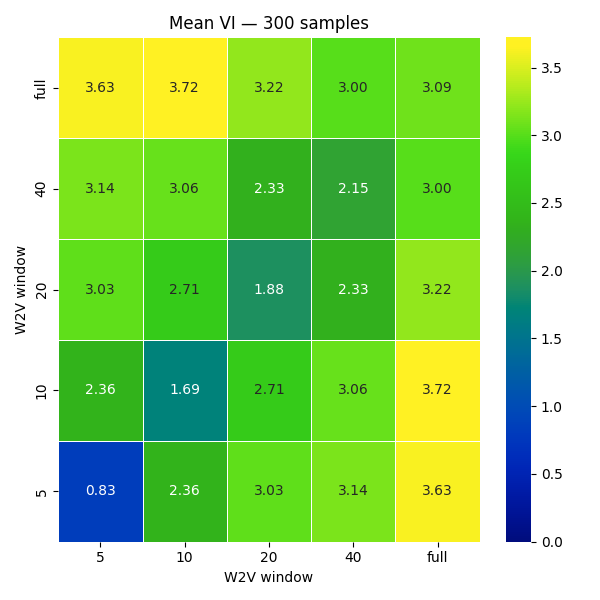 Mean VI — 300 samples
full 3.63 3.72 3.22 3.00 3.09
40 3.14 3.06 2.33 2.15 3.00
20 3.03 2.71 1.88 2.33 3.22
10 2.36 1.69 2.71 3.06 3.72
5 0.83 2.36 3.03 3.14 3.63
5 10 20 40 full
W2V window
W2V window
3.5
3.0
2.5
2.0
1.5
1.0
0.5
0.0